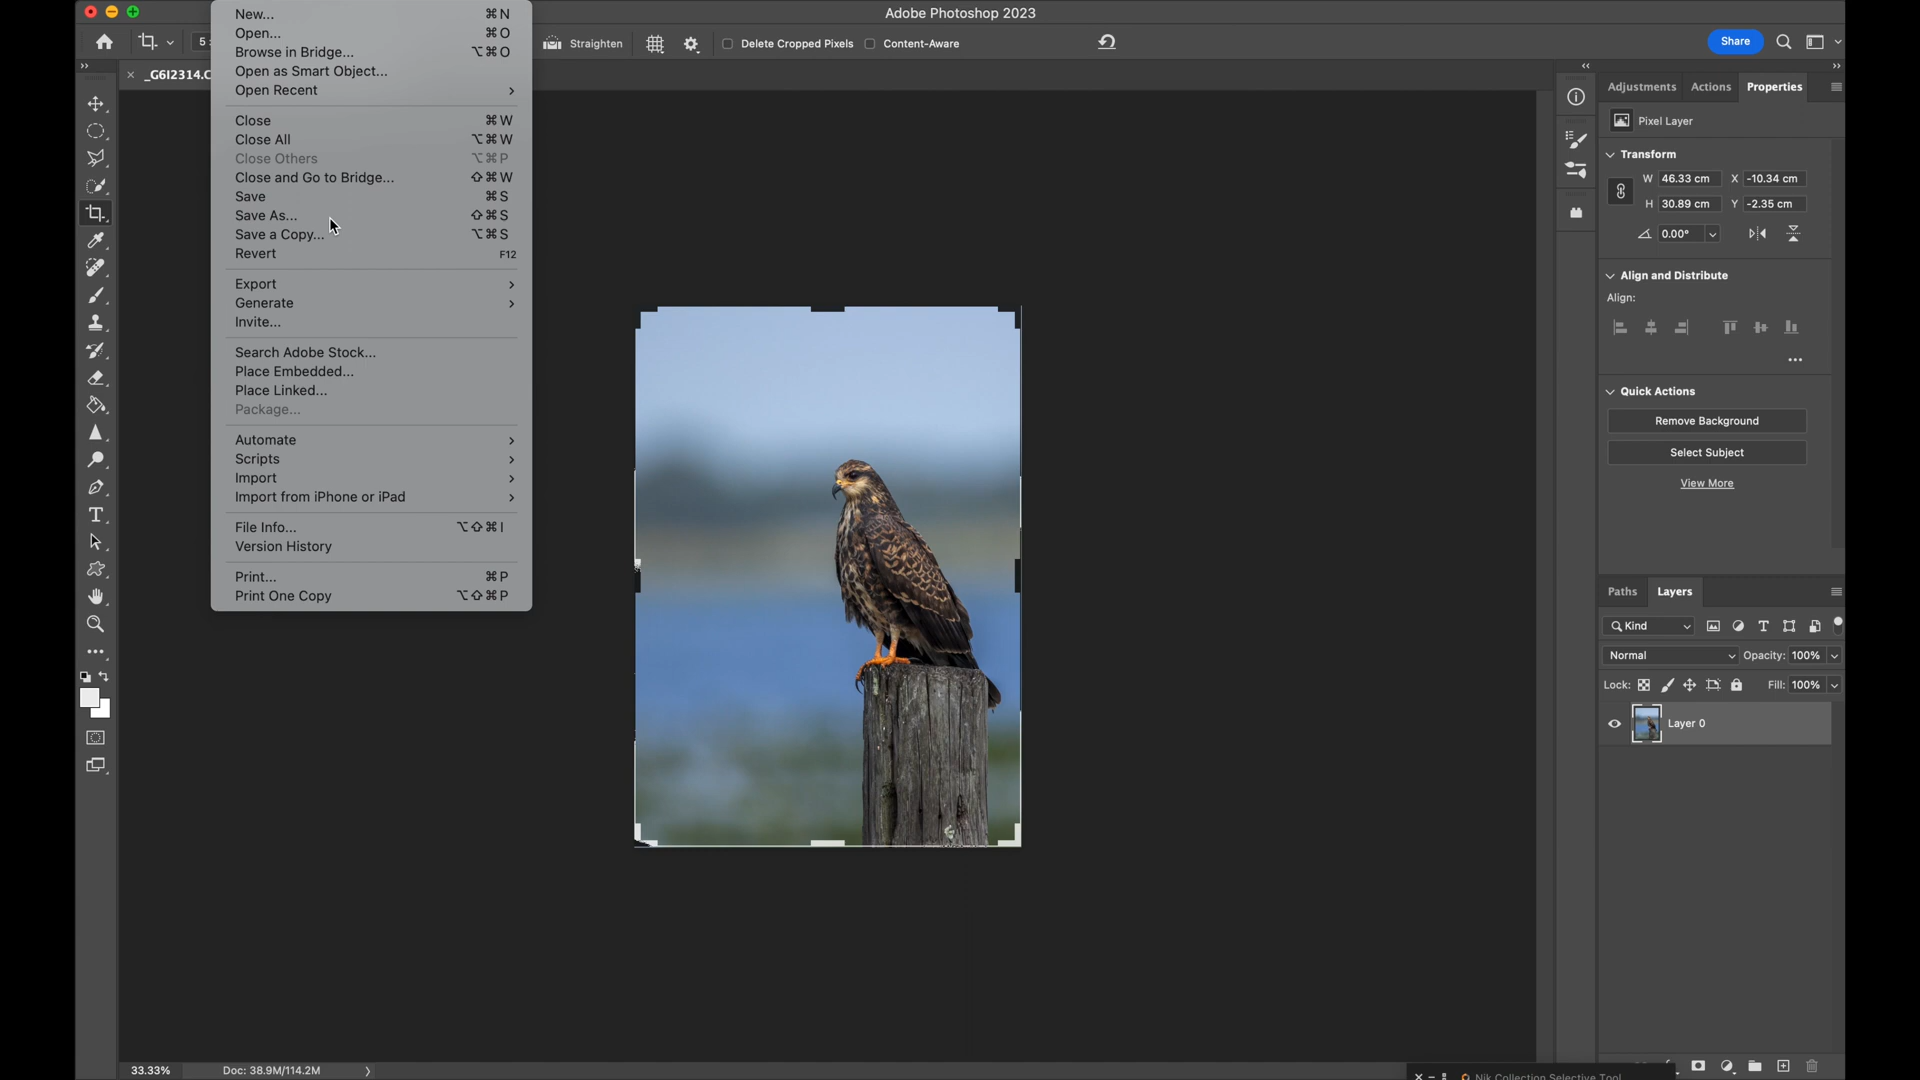 Adobe Photoshop 2023
5 :
Straighten
Delete Cropped Pixels
Content-Aware
Share
_G6I2314.C
New... ⌘N
Open... ⌘O
Browse in Bridge... ⌥⌘O
Open as Smart Object...
Open Recent
Close ⌘W
Close All ⌥⌘W
Close Others ⌥⌘P
Close and Go to Bridge... ⇧⌘W
Save ⌘S
Save As... ⇧⌘S
Save a Copy... ⌥⌘S
Revert F12
Export
Generate
Invite...
Search Adobe Stock...
Place Embedded...
Place Linked...
Package...
Automate
Scripts
Import
Import from iPhone or iPad
File Info... ⌥⇧⌘I
Version History
Print... ⌘P
Print One Copy ⌥⇧⌘P
Adjustments Actions Properties
Pixel Layer
Transform
W 46.33 cm X -10.34 cm
H 30.89 cm Y -2.35 cm
0.00°
Align and Distribute
Align:
Quick Actions
Remove Background
Select Subject
View More
Paths Layers
Kind
Normal Opacity: 100%
Lock: Fill: 100%
Layer 0
33.33% Doc: 38.9M/114.2M
Nik Collection Selective Tool